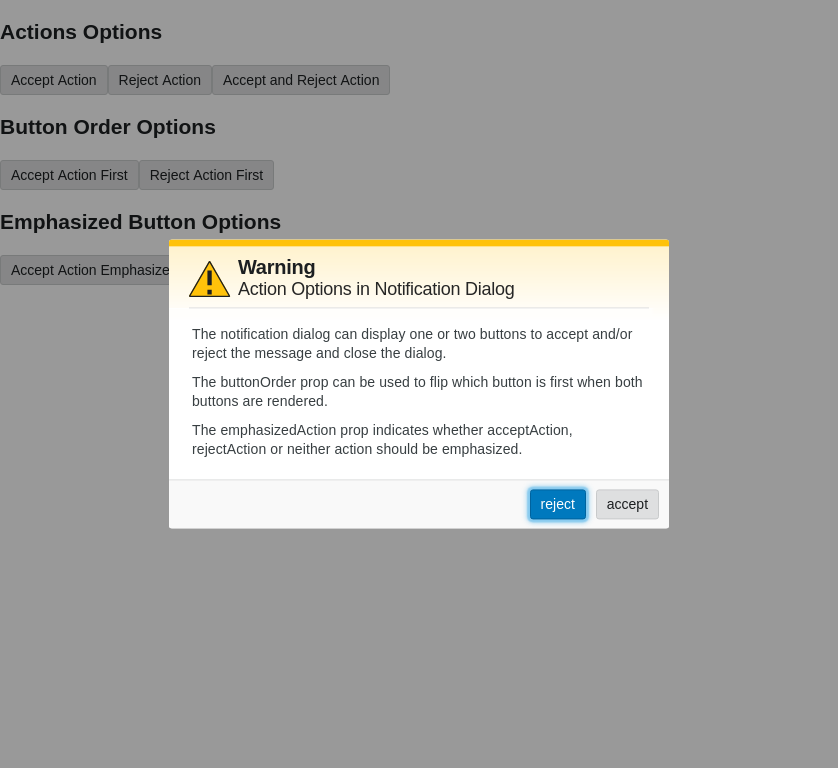 Actions Options
Accept Action Reject Action Accept and Reject Action
Button Order Options
Accept Action First Reject Action First
Emphasized Button Options
Accept Action Emphasize
Warning
Action Options in Notification Dialog
The notification dialog can display one or two buttons to accept and/or
reject the message and close the dialog.
The buttonOrder prop can be used to flip which button is first when both
buttons are rendered.
The emphasizedAction prop indicates whether acceptAction,
rejectAction or neither action should be emphasized.
reject accept